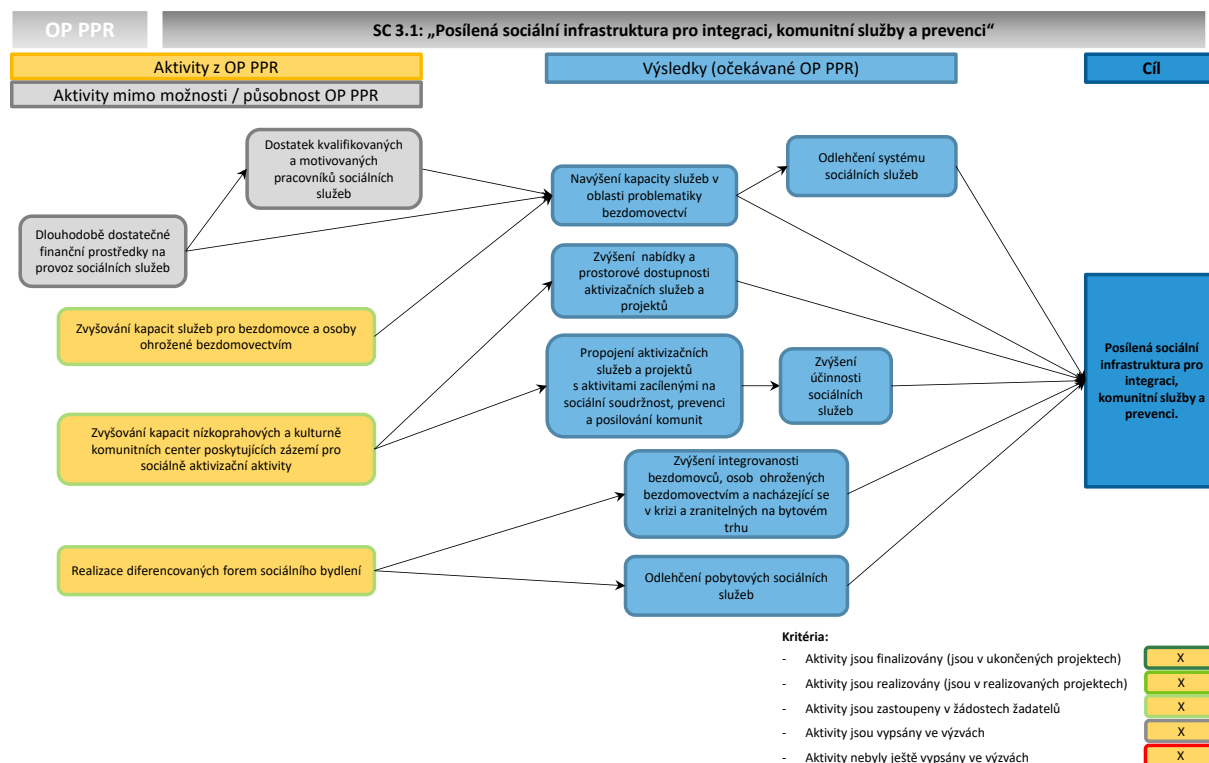 OP PPR
SC 3.1: „Posílená sociální infrastruktura pro integraci, komunitní služby a prevenci“
Aktivity z OP PPR
Výsledky (očekávané OP PPR)
Cíl
Aktivity mimo možnosti / působnost OP PPR
Dostatek kvalifikovaných
a motivovaných
pracovníků sociálních
služeb
Dlouhodobě dostatečné
finanční prostředky na
provoz sociálních služeb
Zvyšování kapacit služeb pro bezdomovce a osoby
ohrožené bezdomovectvím
Zvyšování kapacit nízkoprahových a kulturně
komunitních center poskytujících zázemí pro
sociálně aktivizační aktivity
Realizace diferencovaných forem sociálního bydlení
Navýšení kapacity služeb v
oblasti problematiky
bezdomovectví
Zvýšení nabídky a
prostorové dostupnosti
aktivizačních služeb a
projektů
Propojení aktivizačních
služeb a projektů
s aktivitami zacílenými na
sociální soudržnost, prevenci
a posilování komunit
Zvýšení integrovanosti
bezdomovců, osob ohrožených
bezdomovectvím a nacházející se
v krizi a zranitelných na bytovém
trhu
Odlehčení pobytových sociálních
služeb
Odlehčení systému
sociálních služeb
Zvýšení
účinnosti
sociálních
služeb
Posílená sociální
infrastruktura pro
integraci,
komunitní služby a
prevenci.
Kritéria:
- Aktivity jsou finalizovány (jsou v ukončených projektech) X
- Aktivity jsou realizovány (jsou v realizovaných projektech) X
- Aktivity jsou zastoupeny v žádostech žadatelů X
- Aktivity jsou vypsány ve výzvách X
- Aktivity nebyly ještě vypsány ve výzvách X